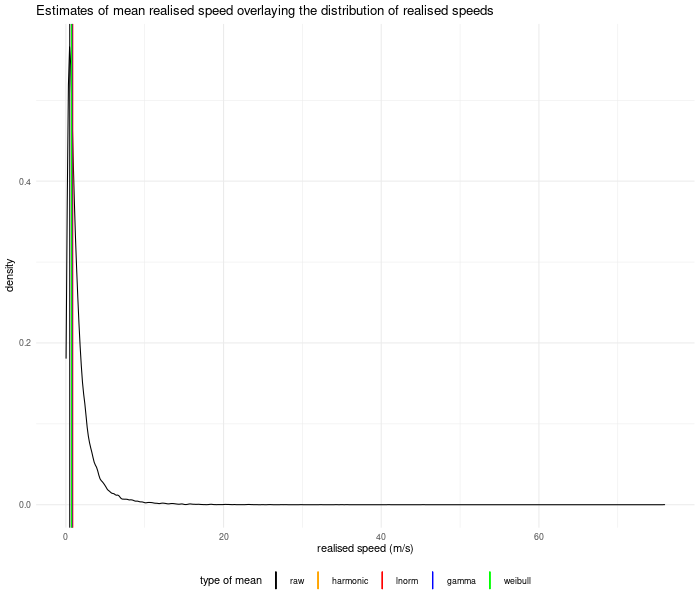 Estimates of mean realised speed overlaying the distribution of realised speeds
density
0.4
0.2
0.0
0 20 40 60
realised speed (m/s)
type of mean raw harmonic lnorm gamma weibull